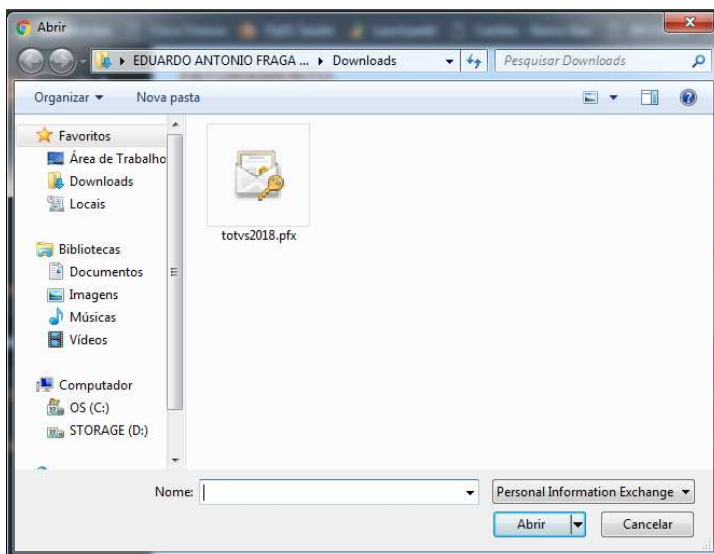 Abrir
EDUARDO ANTONIO FRAGA ... Downloads Pesquisar Downloads
Organizar Nova pasta
Favoritos
Área de Trabalho
Downloads
Locais
Bibliotecas
Documentos
Imagens
Músicas
Vídeos
Computador
OS (C:)
STORAGE (D:)
totvs2018.pfx
Nome: Personal Information Exchange
Abrir Cancelar